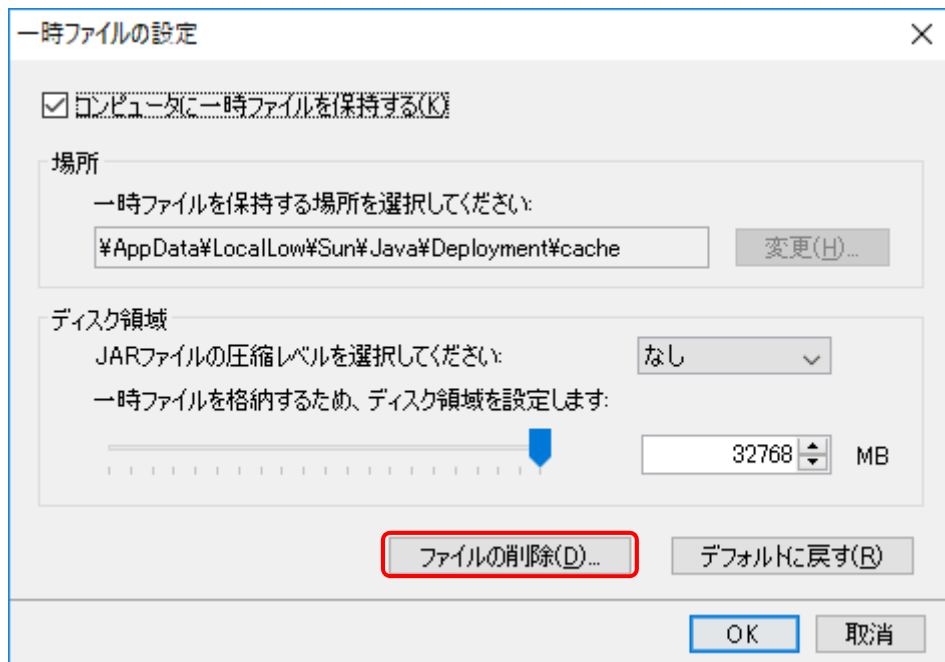 一時ファイルの設定
コンピュータに一時ファイルを保持する(K)
場所
一時ファイルを保持する場所を選択してください:
¥AppData¥LocalLow¥Sun¥Java¥Deployment¥cache
変更(H)...
ディスク領域
JARファイルの圧縮レベルを選択してください:
なし
一時ファイルを格納するため、ディスク領域を設定します:
32768
MB
ファイルの削除(D)...
デフォルトに戻す(R)
OK
取消